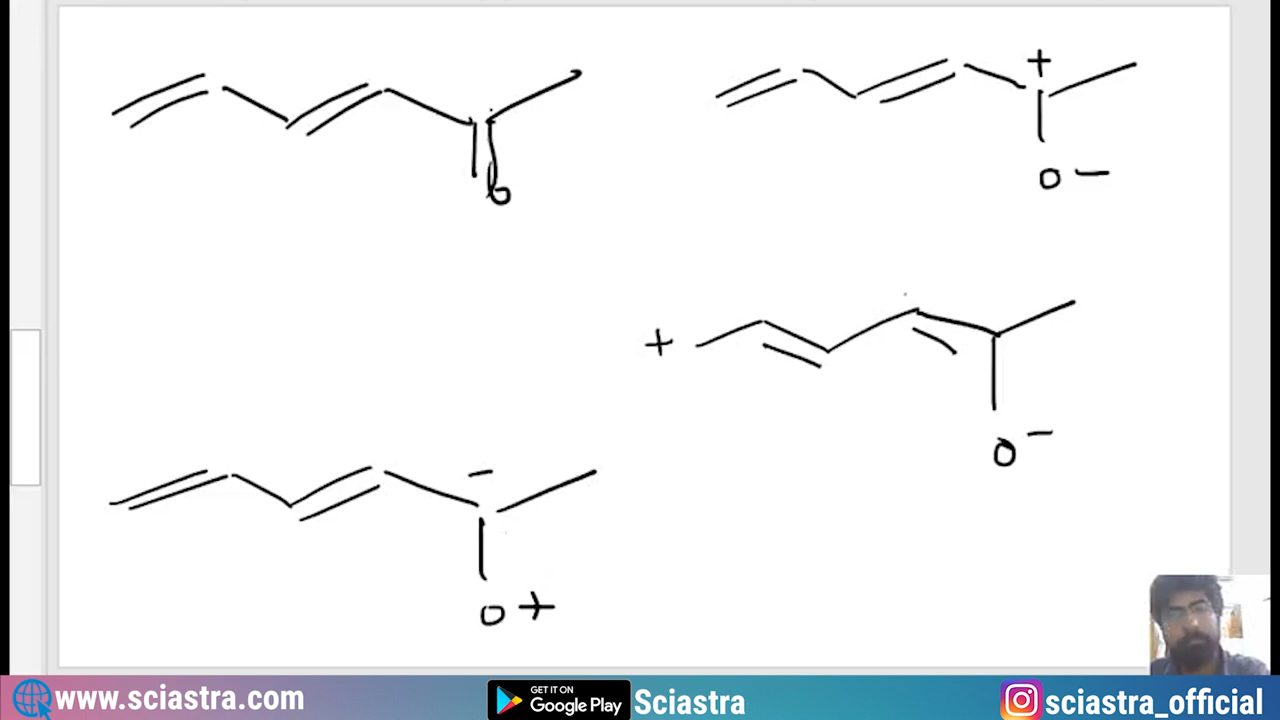 +
O
O −
+
O −
−
O +
www.sciastra.com
GET IT ON
Google Play
Sciastra
sciastra_official